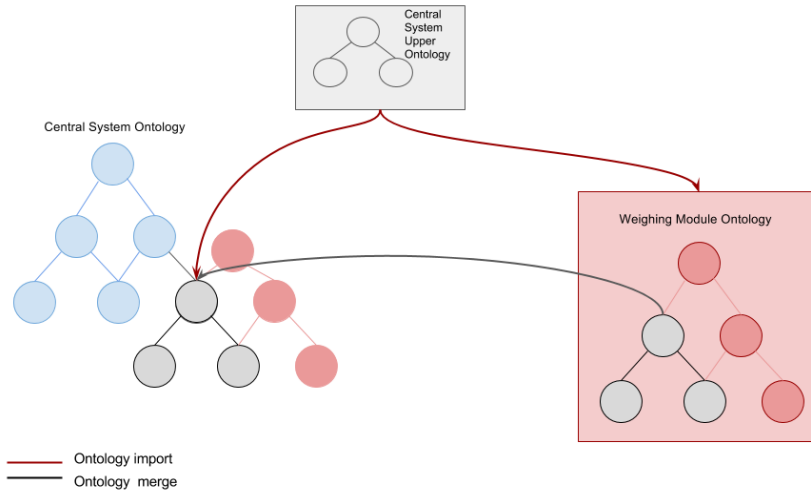 Central
System
Upper
Ontology
Central System Ontology
Weighing Module Ontology
Ontology import
Ontology merge